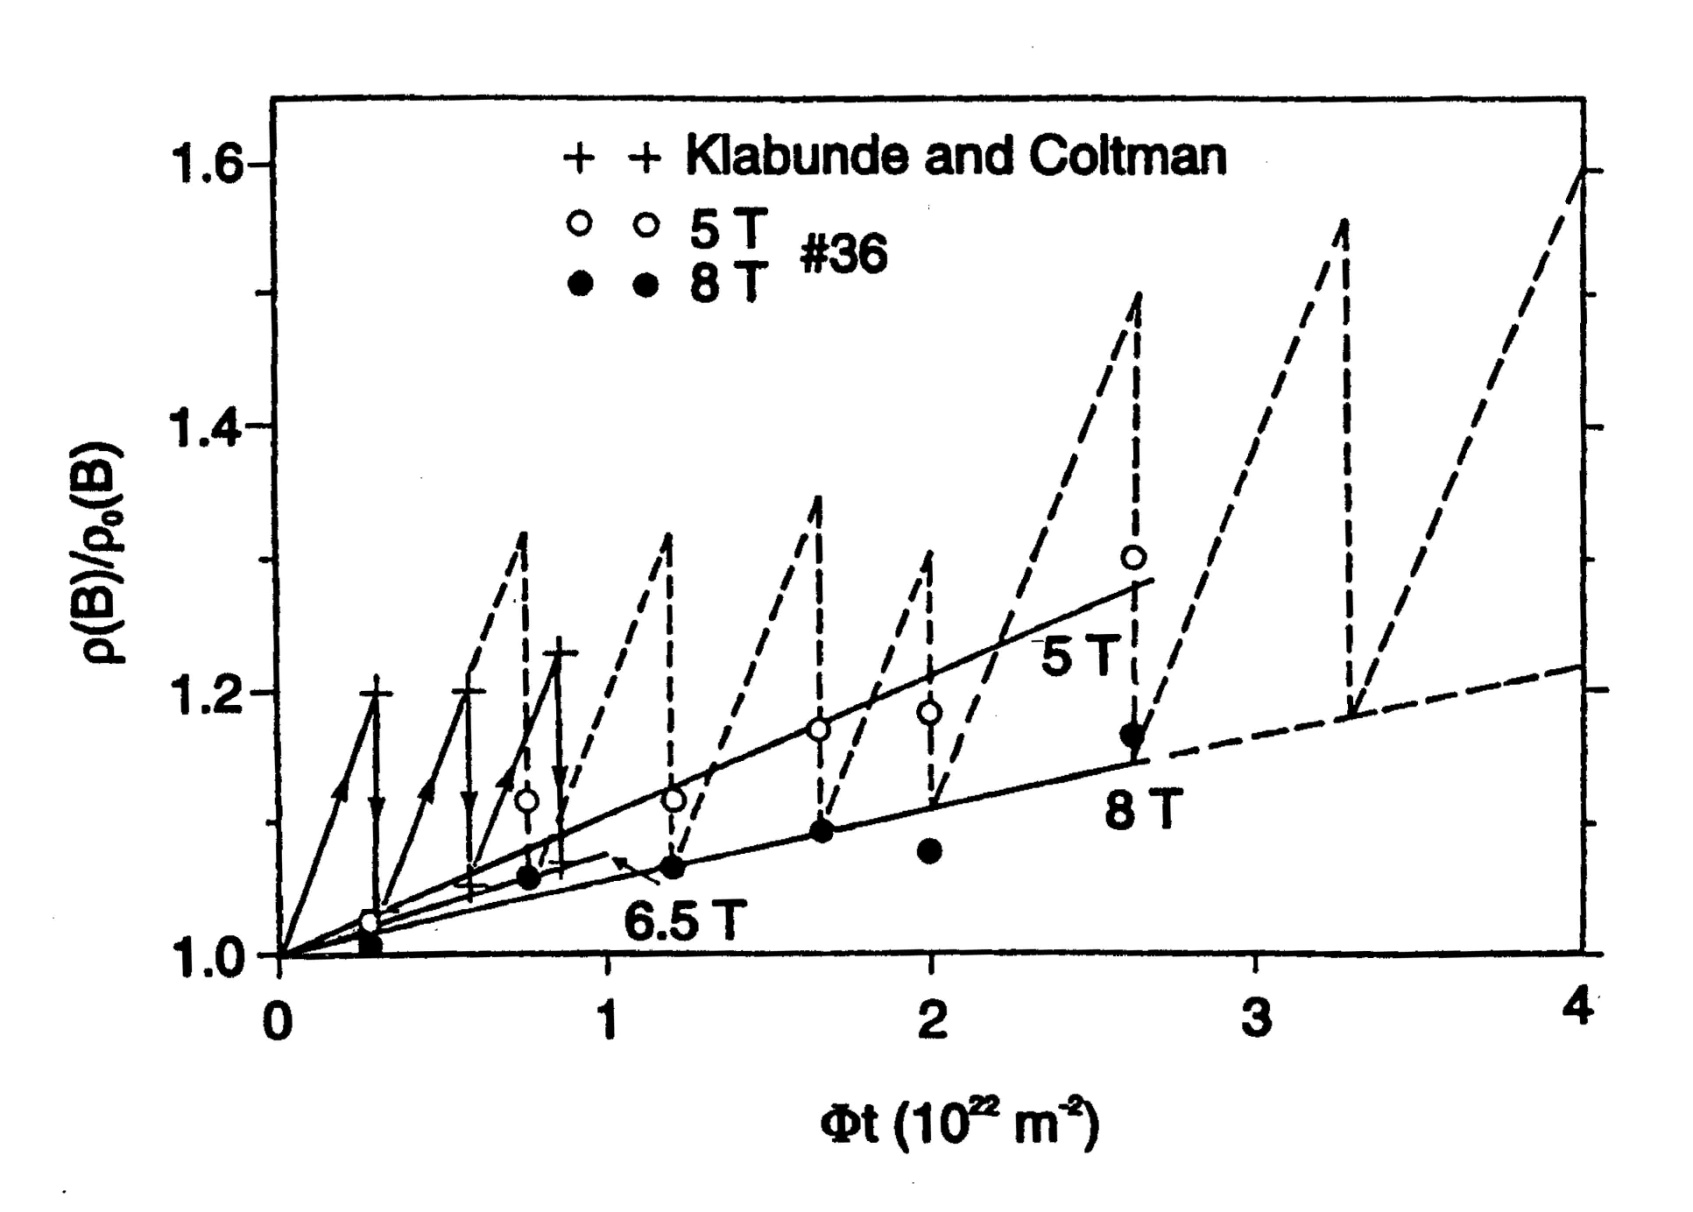 + + Klabunde and Coltman
5 T
#36
8 T
1.6
1.4
1.2
1.0
ρ(B)/ρ₀(B)
5 T
8 T
6.5 T
0 1 2 3 4
Φt (10²² m⁻²)